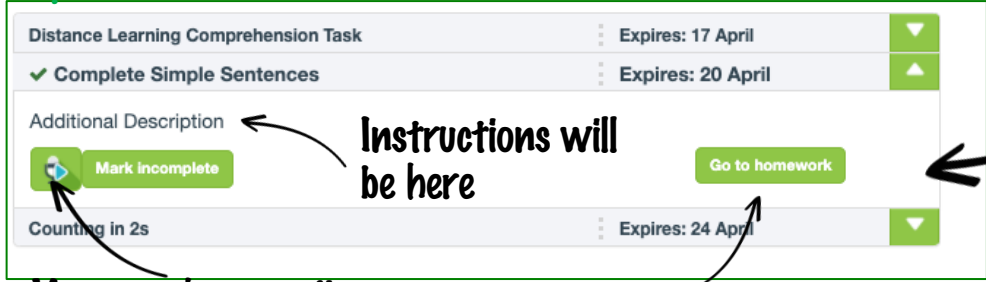 Distance Learning Comprehension Task Expires: 17 April
Complete Simple Sentences Expires: 20 April
Additional Description
Instructions will
be here
Mark incomplete Go to homework
Counting in 2s Expires: 24 April